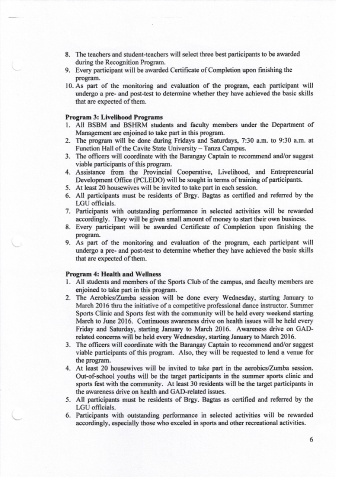 8. The teachers and student-teachers will select three best participants to be awarded
during the Recognition Program.
9. Every participant will be awarded Certificate of Completion upon finishing the
program.
10. As part of the monitoring and evaluation of the program, each participant will
undergo a pre- and post-test to determine whether they have achieved the basic skills
that are expected of them.
Program 3: Livelihood Programs
1. All BSBM and BSHRM students and faculty members under the Department of
Management are enjoined to take part in this program.
2. The program will be done during Fridays and Saturdays, 7:30 a.m. to 9:30 a.m. at
Function Hall of the Cavite State University – Tanza Campus.
3. The officers will coordinate with the Barangay Captain to recommend and/or suggest
viable participants of this program.
4. Assistance from the Provincial Cooperative, Livelihood, and Entrepreneurial
Development Office (PCLEDO) will be sought in terms of training of participants.
5. At least 20 housewives will be invited to take part in each session.
6. All participants must be residents of Brgy. Bagtas as certified and referred by the
LGU officials.
7. Participants with outstanding performance in selected activities will be rewarded
accordingly. They will be given small amount of money to start their own business.
8. Every participant will be awarded Certificate of Completion upon finishing the
program.
9. As part of the monitoring and evaluation of the program, each participant will
undergo a pre- and post-test to determine whether they have achieved the basic skills
that are expected of them.
Program 4: Health and Wellness
1. All students and members of the Sports Club of the campus, and faculty members are
enjoined to take part in this program.
2. The Aerobics/Zumba session will be done every Wednesday, starting January to
March 2016 thru the initiative of a competitive professional dance instructor. Summer
Sports Clinic and Sports fest with the community will be held every weekend starting
March to June 2016. Continuous awareness drive on health issues will be held every
Friday and Saturday, starting January to March 2016. Awareness drive on GAD-
related concerns will be held every Wednesday, starting January to March 2016.
3. The officers will coordinate with the Barangay Captain to recommend and/or suggest
viable participants of this program. Also, they will be requested to lend a venue for
the program.
4. At least 20 housewives will be invited to take part in the aerobics/Zumba session.
Out-of-school youths will be the target participants in the summer sports clinic and
sports fest with the community. At least 30 residents will be the target participants in
the awareness drive on health and GAD-related issues.
5. All participants must be residents of Brgy. Bagtas as certified and referred by the
LGU officials.
6. Participants with outstanding performance in selected activities will be rewarded
accordingly, especially those who exceled in sports and other recreational activities.
6